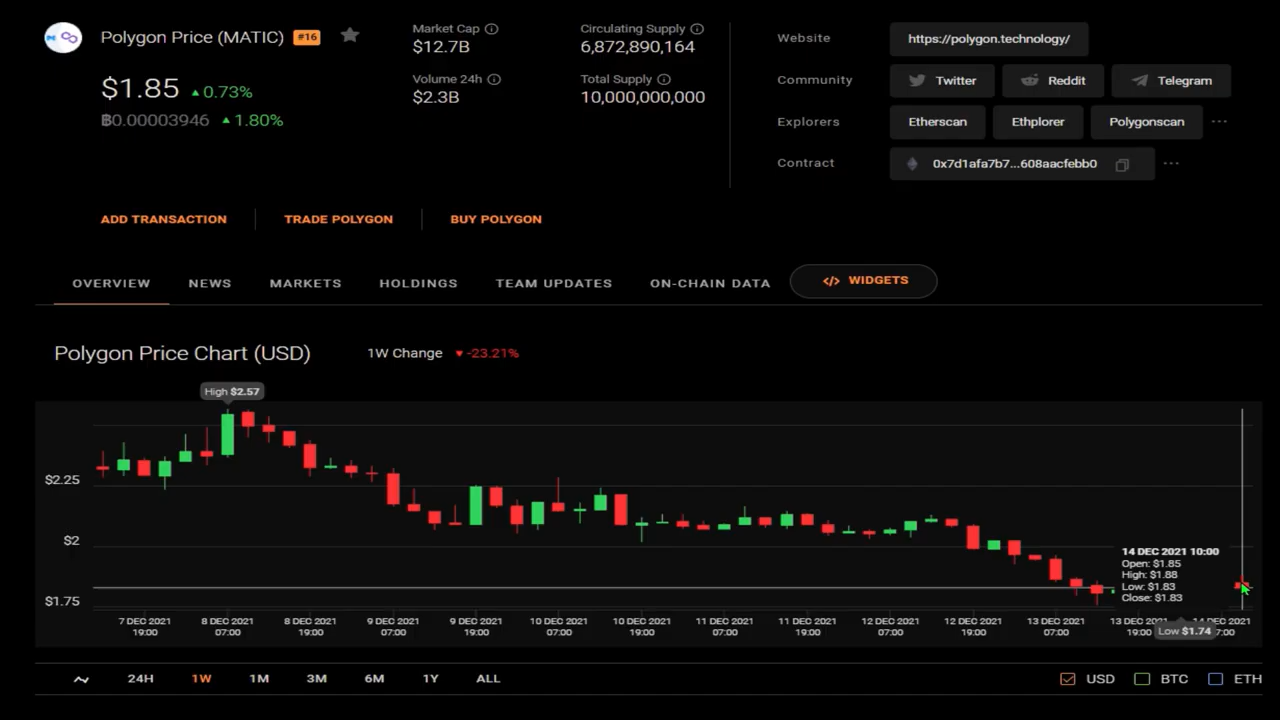 Polygon Price (MATIC) #16
$1.85 0.73%
₿0.00003946 1.80%
Market Cap
$12.7B
Volume 24h
$2.3B
Circulating Supply
6,872,890,164
Total Supply
10,000,000,000
Website https://polygon.technology/
Community Twitter Reddit Telegram
Explorers Etherscan Ethplorer Polygonscan ...
Contract 0x7d1afa7b7...608aacfebb0 ...
ADD TRANSACTION TRADE POLYGON BUY POLYGON
OVERVIEW NEWS MARKETS HOLDINGS TEAM UPDATES ON-CHAIN DATA </> WIDGETS
Polygon Price Chart (USD) 1W Change -23.21%
High $2.57
$2.25
$2
$1.75
14 DEC 2021 10:00
Open: $1.85
High: $1.88
Low: $1.83
Close: $1.83
7 DEC 2021 8 DEC 2021 8 DEC 2021 9 DEC 2021 9 DEC 2021 10 DEC 2021 10 DEC 2021 11 DEC 2021 11 DEC 2021 12 DEC 2021 12 DEC 2021 13 DEC 2021 13 DEC 2021 14 DEC 2021
19:00 07:00 19:00 07:00 19:00 07:00 19:00 07:00 19:00 07:00 19:00 07:00 19:00 7:00
Low $1.74
24H 1W 1M 3M 6M 1Y ALL USD BTC ETH